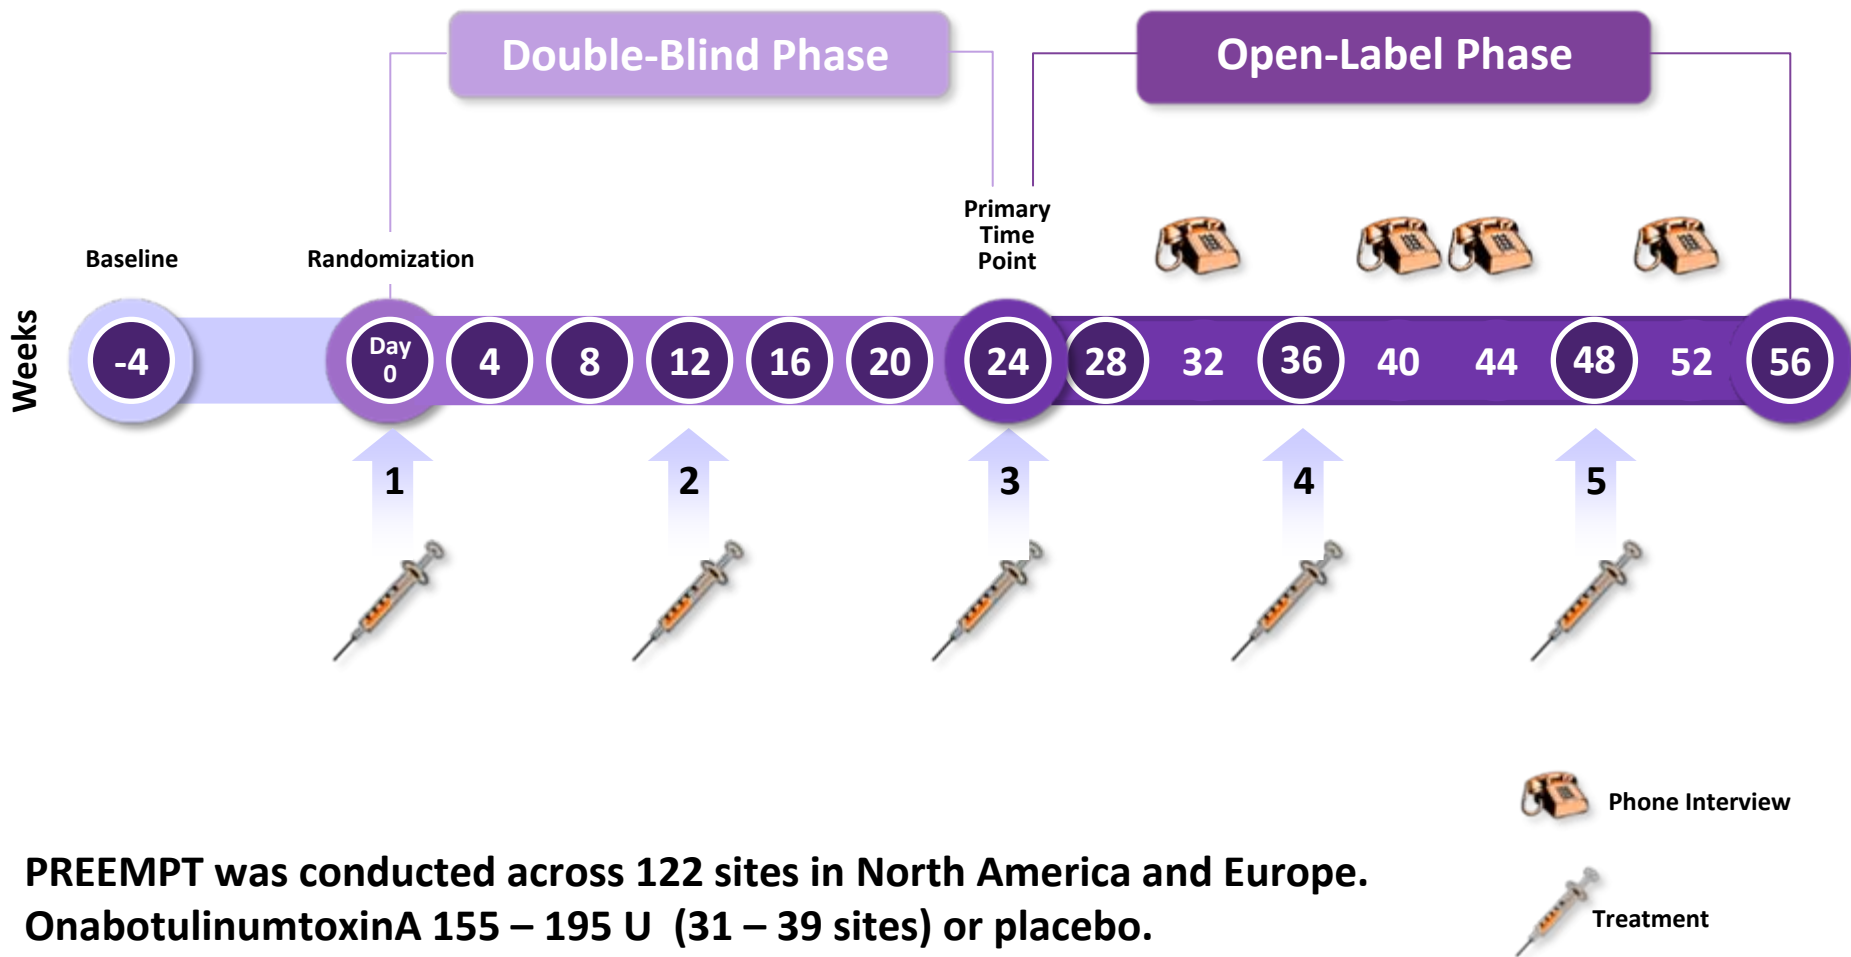 Double-Blind Phase
Open-Label Phase
Baseline
Randomization
Primary
Time
Point
Weeks
-4
Day
0
4
8
12
16
20
24
28
32
36
40
44
48
52
56
1
2
3
4
5
Phone Interview
Treatment
PREEMPT was conducted across 122 sites in North America and Europe.
OnabotulinumtoxinA 155 – 195 U (31 – 39 sites) or placebo.